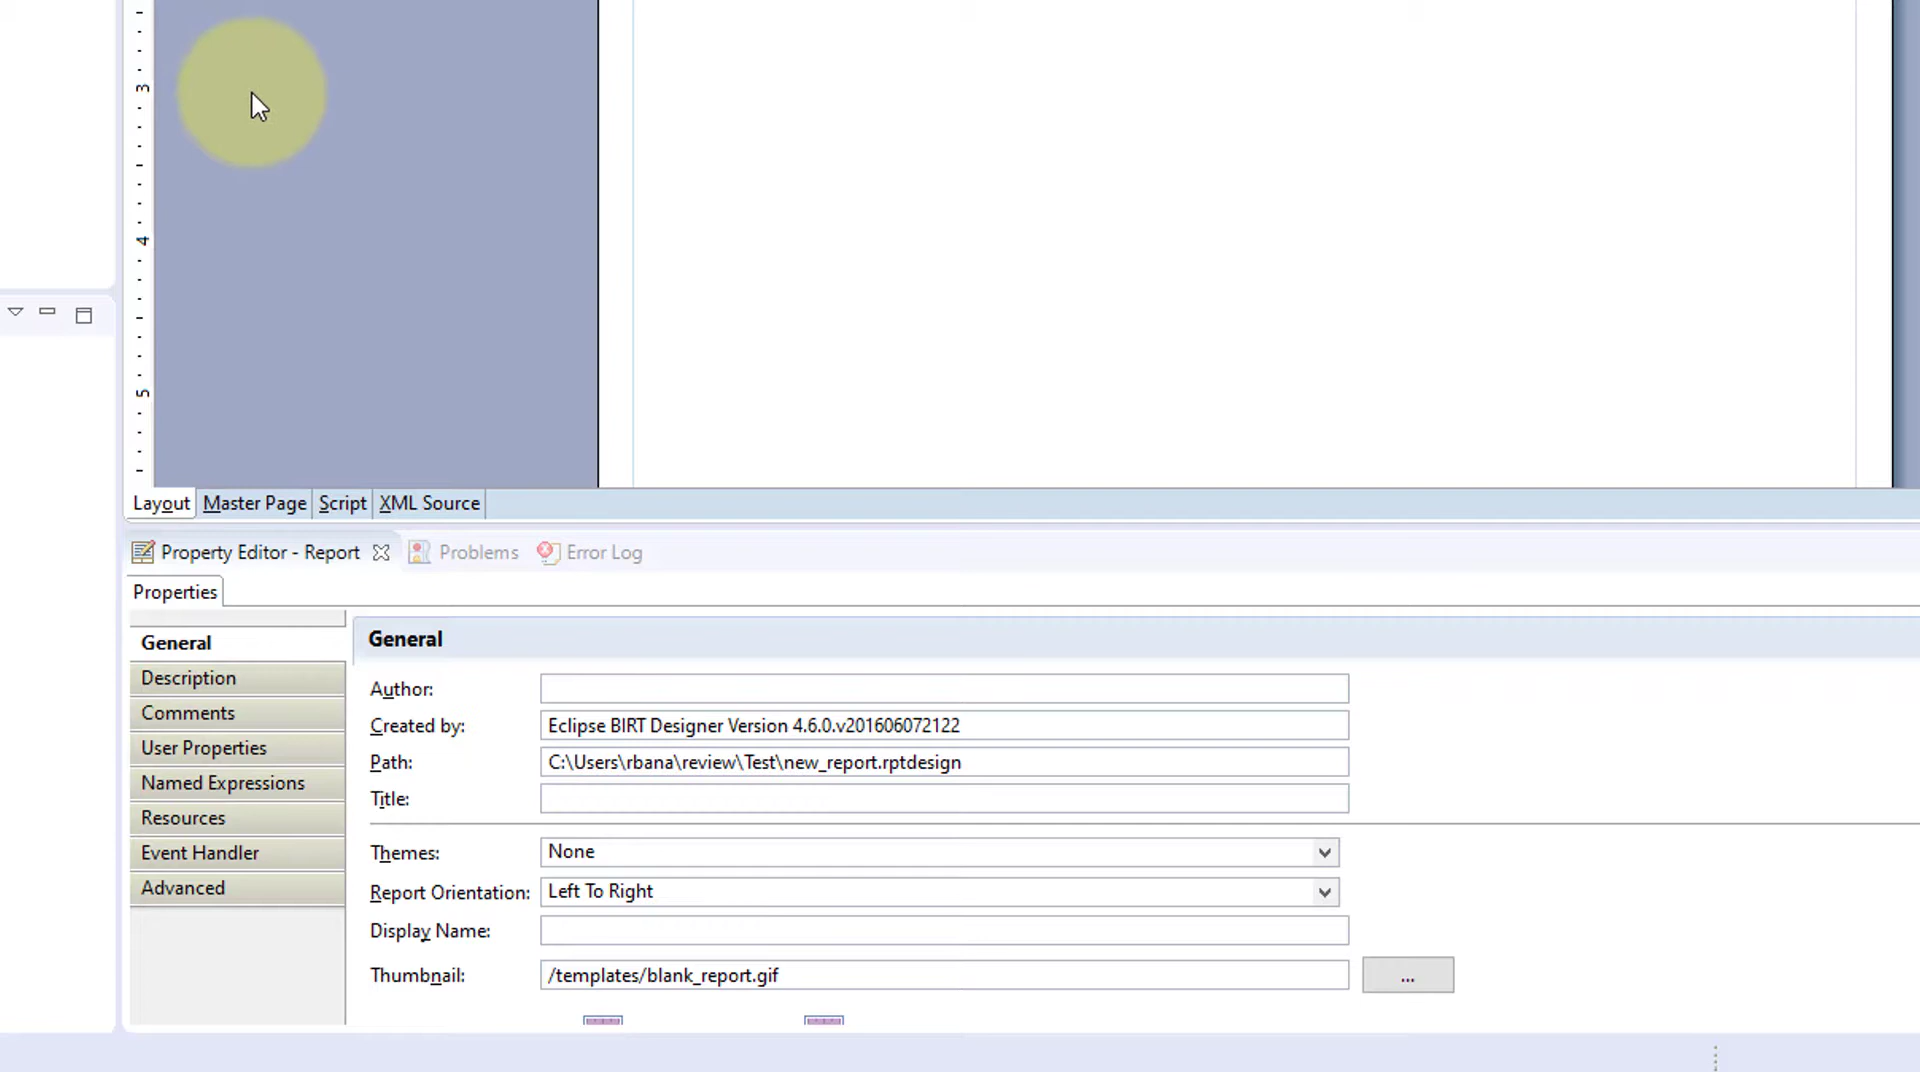 3
4
5
Layout Master Page Script XML Source
Property Editor - Report Problems Error Log
Properties
General
Description
Comments
User Properties
Named Expressions
Resources
Event Handler
Advanced
General
Author:
Created by: Eclipse BIRT Designer Version 4.6.0.v201606072122
Path: C:\Users\rbana\review\Test\new_report.rptdesign
Title:
Themes: None
Report Orientation: Left To Right
Display Name:
Thumbnail: /templates/blank_report.gif ...